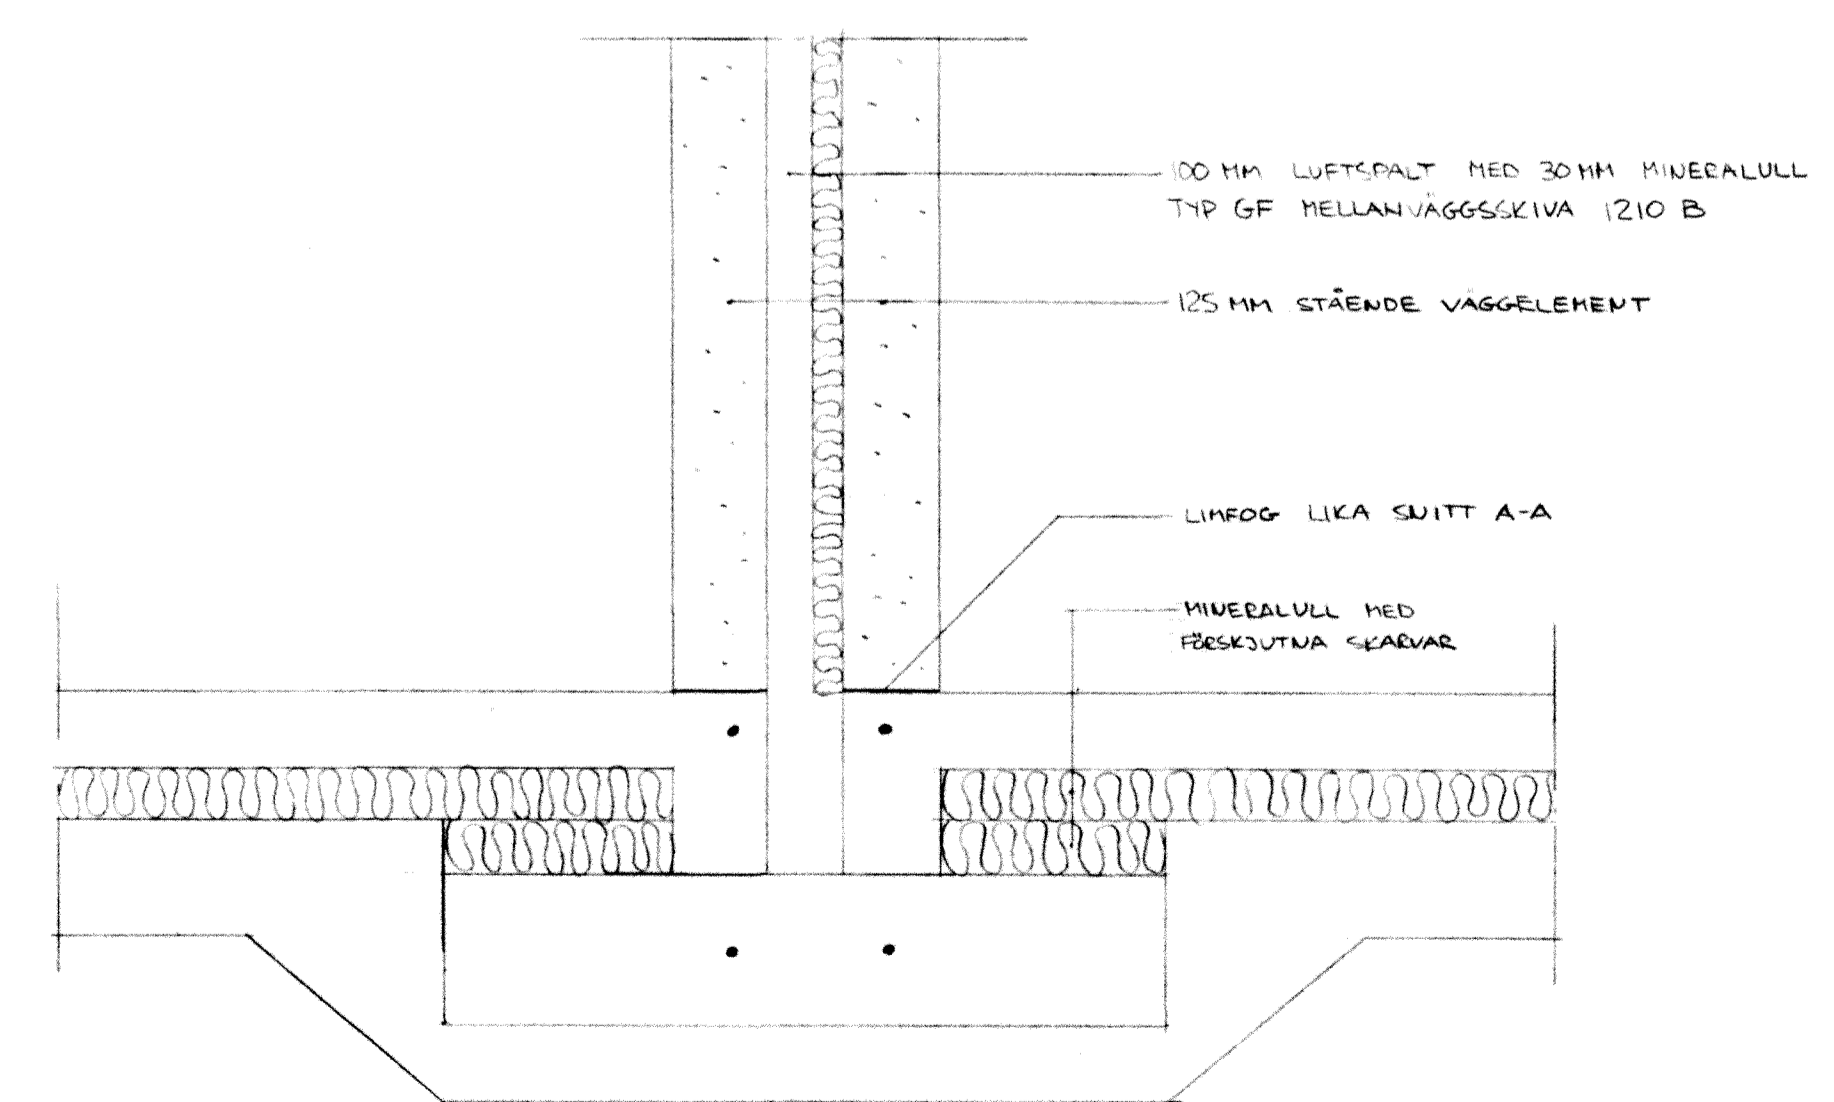 100 MM LUFTSPALT MED 30 MM MINERALULL
TYP GF MELLANVÄGGSSKIVA 1210 B
125 MM STÅENDE VÄGGELEMENT
LIMFOG LIKA SNITT A-A
MINERALULL MED
FÖRSKJUTNA SKARVAR